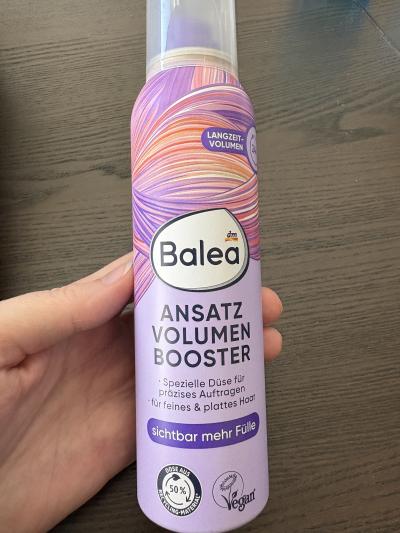 LANGZEIT-
VOLUMEN
dm
Balea
ANSATZ
VOLUMEN
BOOSTER
· Spezielle Düse für
präzises Auftragen
· für feines & plattes Haar
sichtbar mehr Fülle
DOSE AUS
50%
RECYCLING-MATERIAL*
Vegan